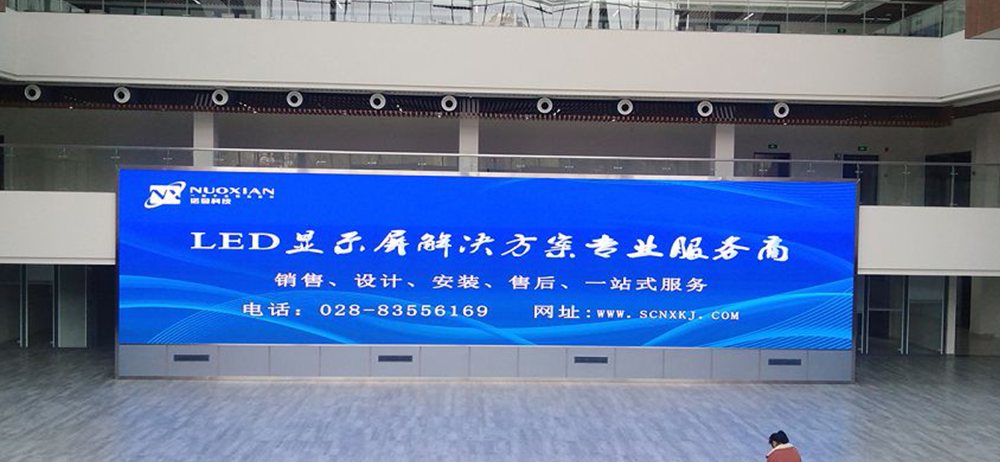 NUOXIAN
诺显科技
LED显示屏解决方案专业服务商
销售、设计、安装、售后、一站式服务
电话：028-83556169 网址:WWW.SCNXKJ.COM